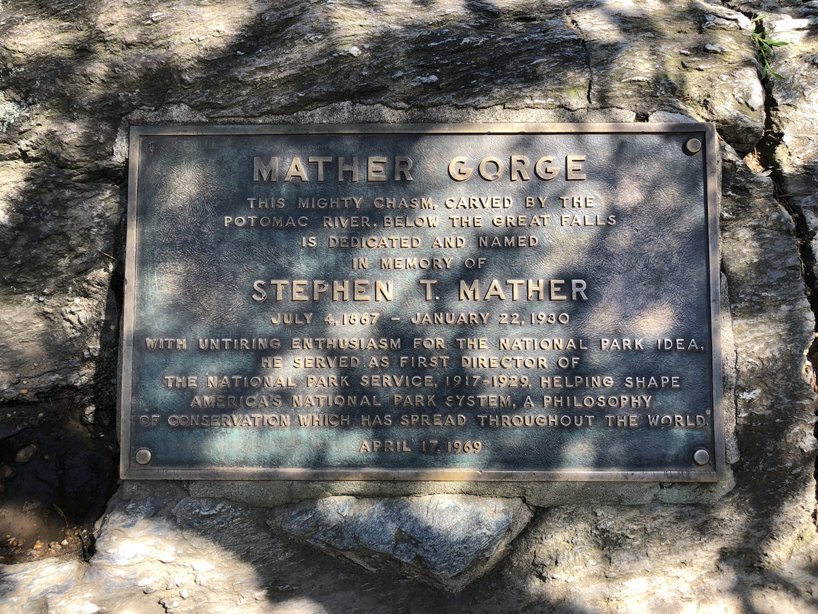 MATHER GORGE
THIS MIGHTY CHASM, CARVED BY THE
POTOMAC RIVER, BELOW THE GREAT FALLS
IS DEDICATED AND NAMED
IN MEMORY OF
STEPHEN T. MATHER
JULY 4, 1867 – JANUARY 22, 1930
WITH UNTIRING ENTHUSIASM FOR THE NATIONAL PARK IDEA,
HE SERVED AS FIRST DIRECTOR OF
THE NATIONAL PARK SERVICE, 1917-1929, HELPING SHAPE
AMERICA'S NATIONAL PARK SYSTEM, A PHILOSOPHY
OF CONSERVATION WHICH HAS SPREAD THROUGHOUT THE WORLD.
APRIL 17, 1969